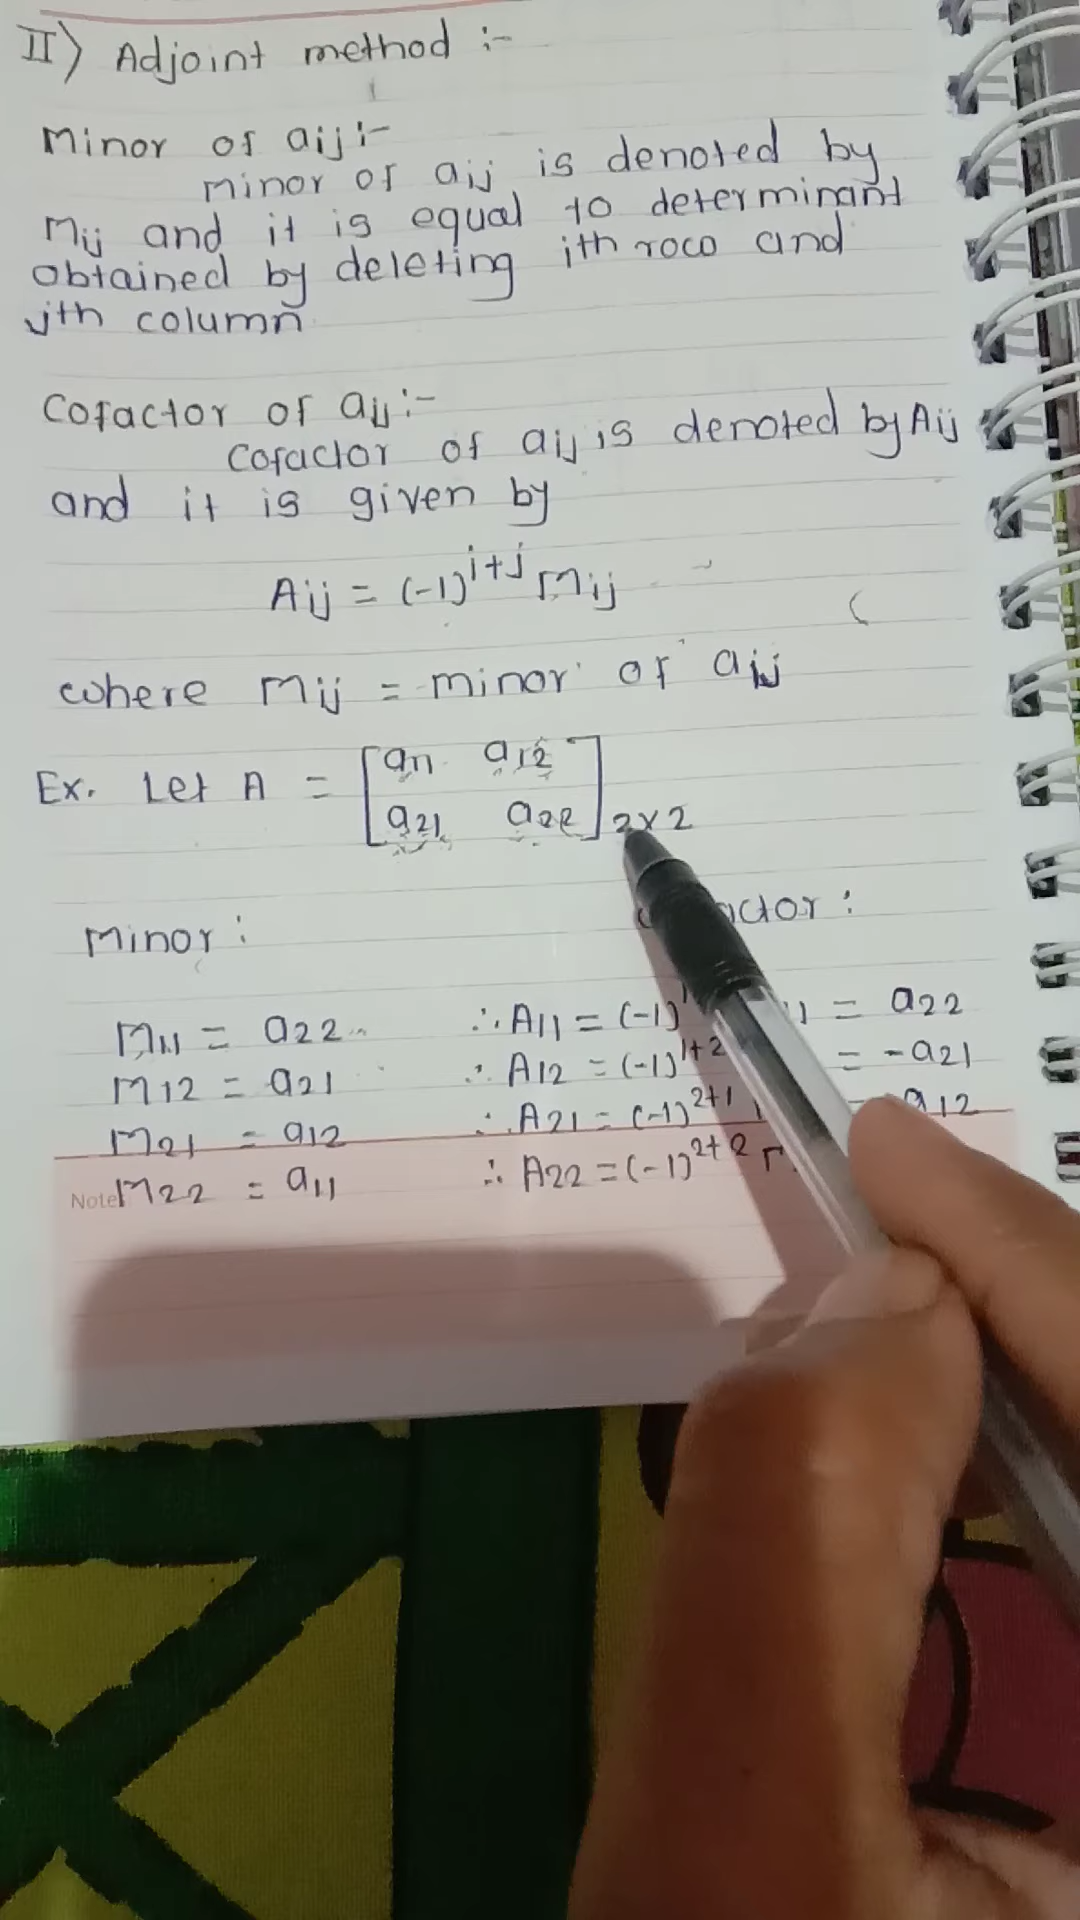 II) Adjoint method :-
Minor of aij :-
minor of aij is denoted by
Mij and it is equal to determinant
obtained by deleting ith row and
jth column
Cofactor of aij :-
Cofactor of aij is denoted by Aij
and it is given by
Aij = (-1)^i+j Mij
where Mij = minor of aij
Ex. Let A = [a11 a12
a21 a22] 2x2
Minor :
actor :
M11 = a22 ∴ A11 = (-1) = a22
M12 = a21 ∴ A12 = (-1)^1+2 = -a21
M21 = a12 ∴ A21 = (-1)^2+1 a12
Note M22 = a11 ∴ A22 = (-1)^2+2